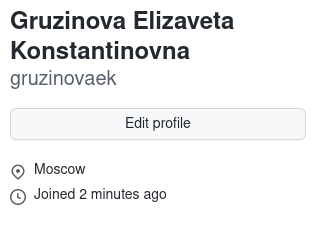 Gruzinova Elizaveta
Konstantinovna
gruzinovaek
Edit profile
Moscow
Joined 2 minutes ago